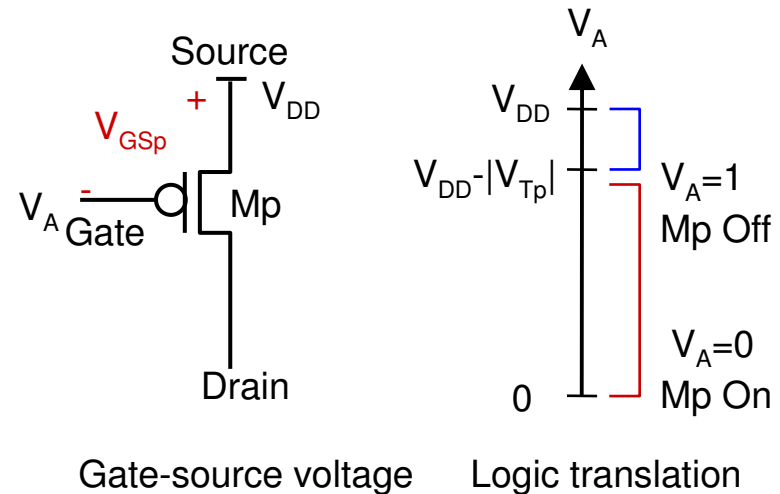 Source
+
V_DD
V_GSp
-
V_A
Gate
Mp
Drain
Gate-source voltage
V_A
V_DD
V_DD-|V_Tp|
V_A=1
Mp Off
V_A=0
0
Mp On
Logic translation